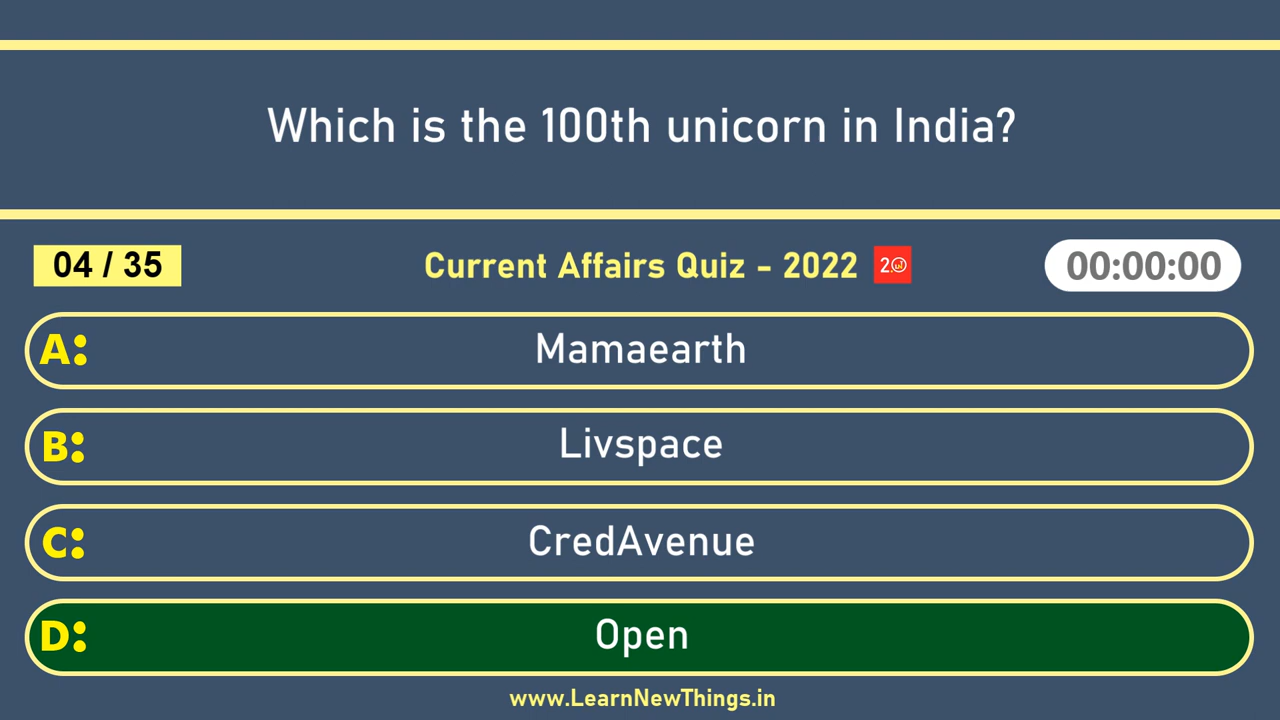 Which is the 100th unicorn in India?
04 / 35
Current Affairs Quiz - 2022
00:00:00
A: Mamaearth
B: Livspace
C: CredAvenue
D: Open
www.LearnNewThings.in